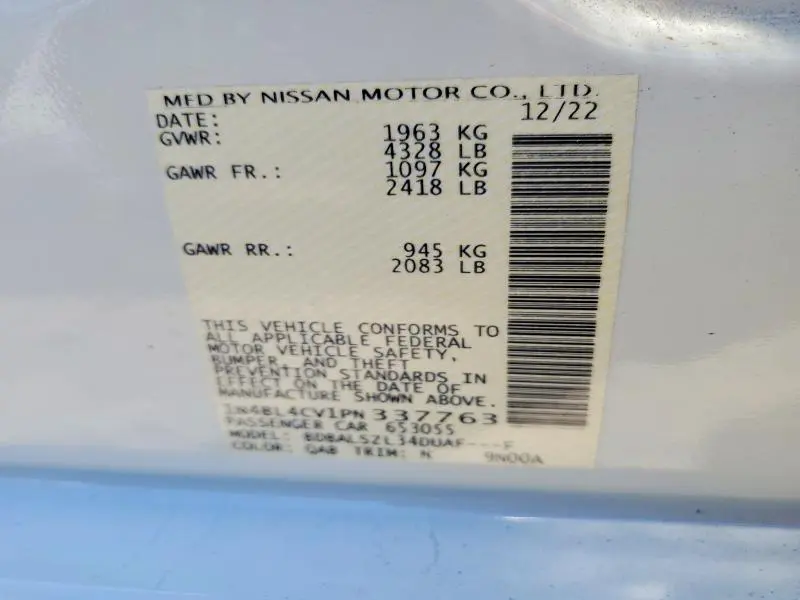 MFD BY NISSAN MOTOR CO., LTD.
DATE: 12/22
GVWR: 1963 KG
4328 LB
GAWR FR.: 1097 KG
2418 LB
GAWR RR.: 945 KG
2083 LB
THIS VEHICLE CONFORMS TO
ALL APPLICABLE FEDERAL
MOTOR VEHICLE SAFETY,
BUMPER, AND THEFT
PREVENTION STANDARDS IN
EFFECT ON THE DATE OF
MANUFACTURE SHOWN ABOVE.
1N4BL4CV1PN337763
PASSENGER CAR 653055
MODEL: BDBALSZL34DUAF---F
COLOR: QAB TRIM: N 9N00A